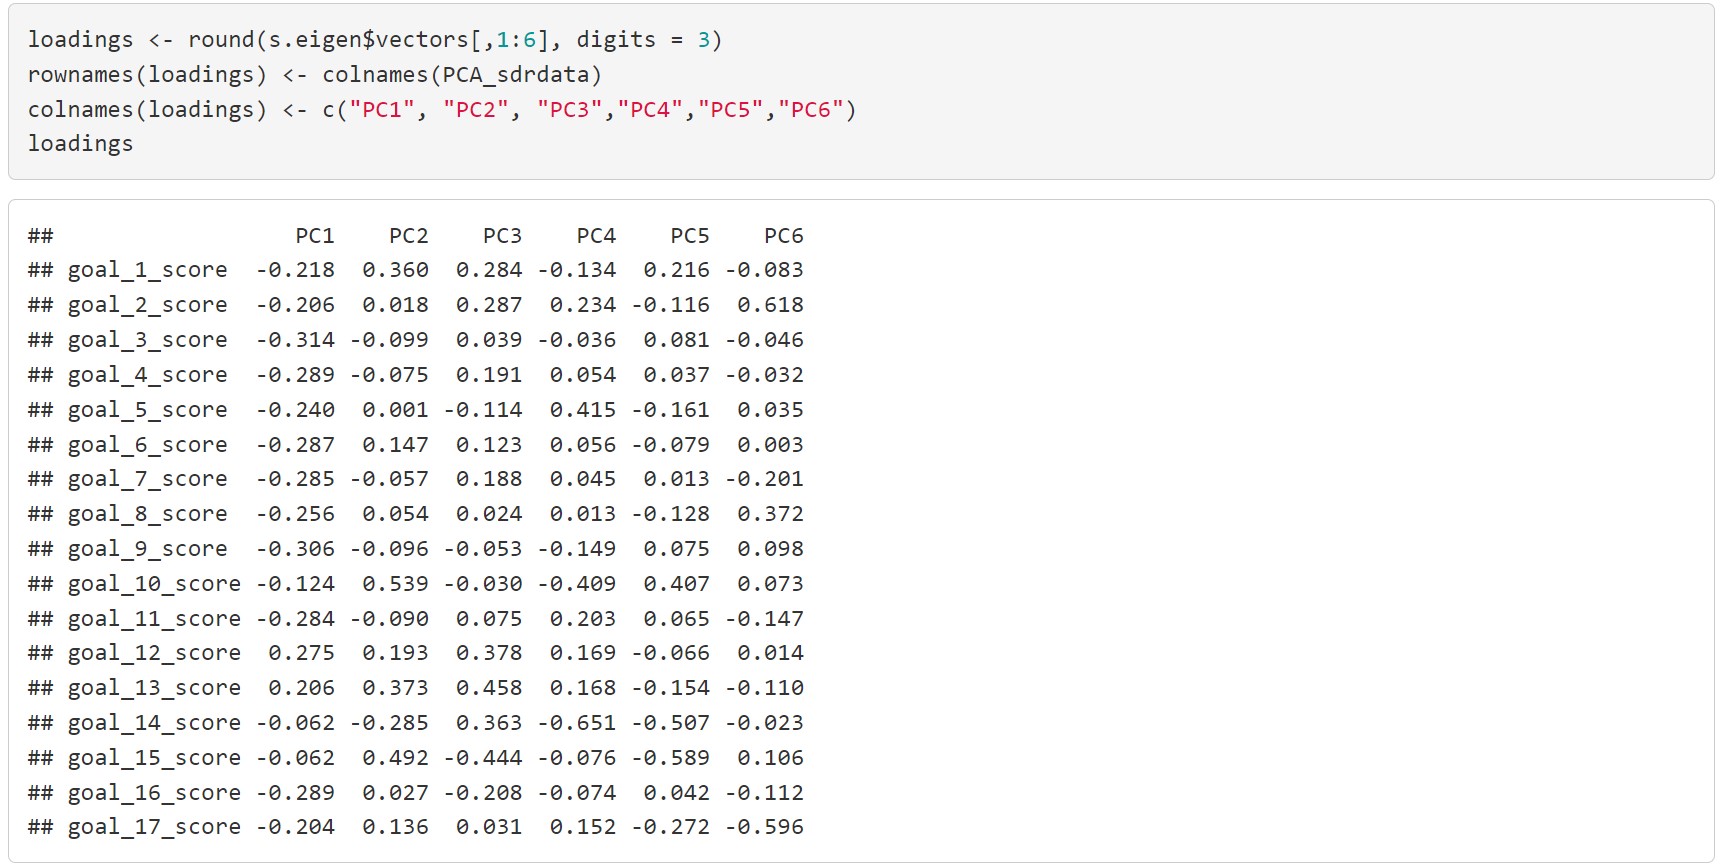 loadings <- round(s.eigen$vectors[,1:6], digits = 3)
rownames(loadings) <- colnames(PCA_sdrdata)
colnames(loadings) <- c("PC1", "PC2", "PC3","PC4","PC5","PC6")
loadings
##                  PC1    PC2    PC3    PC4    PC5    PC6
## goal_1_score  -0.218  0.360  0.284 -0.134  0.216 -0.083
## goal_2_score  -0.206  0.018  0.287  0.234 -0.116  0.618
## goal_3_score  -0.314 -0.099  0.039 -0.036  0.081 -0.046
## goal_4_score  -0.289 -0.075  0.191  0.054  0.037 -0.032
## goal_5_score  -0.240  0.001 -0.114  0.415 -0.161  0.035
## goal_6_score  -0.287  0.147  0.123  0.056 -0.079  0.003
## goal_7_score  -0.285 -0.057  0.188  0.045  0.013 -0.201
## goal_8_score  -0.256  0.054  0.024  0.013 -0.128  0.372
## goal_9_score  -0.306 -0.096 -0.053 -0.149  0.075  0.098
## goal_10_score -0.124  0.539 -0.030 -0.409  0.407  0.073
## goal_11_score -0.284 -0.090  0.075  0.203  0.065 -0.147
## goal_12_score  0.275  0.193  0.378  0.169 -0.066  0.014
## goal_13_score  0.206  0.373  0.458  0.168 -0.154 -0.110
## goal_14_score -0.062 -0.285  0.363 -0.651 -0.507 -0.023
## goal_15_score -0.062  0.492 -0.444 -0.076 -0.589  0.106
## goal_16_score -0.289  0.027 -0.208 -0.074  0.042 -0.112
## goal_17_score -0.204  0.136  0.031  0.152 -0.272 -0.596